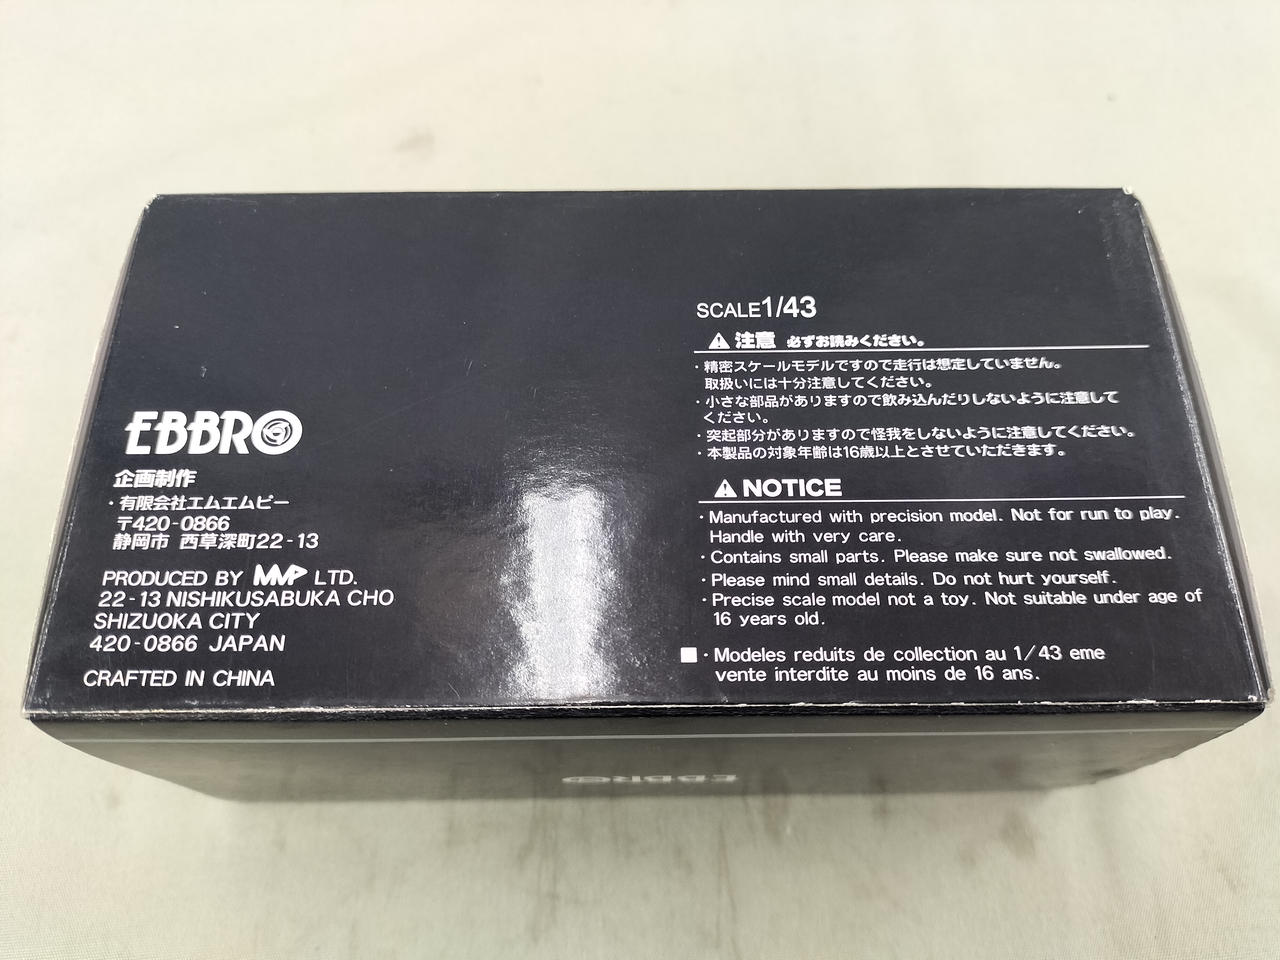 EBBRO
企画制作
・有限会社エムエムピー
〒420-0866
静岡市 西草深町22-13
PRODUCED BY MMP LTD.
22-13 NISHIKUSABUKA CHO
SHIZUOKA CITY
420-0866 JAPAN
CRAFTED IN CHINA
SCALE1/43
注意 必ずお読みください。
・精密スケールモデルですので走行は想定していません。
取扱いには十分注意してください。
・小さな部品がありますので飲み込んだりしないように注意して
ください。
・突起部分がありますので怪我をしないように注意してください。
・本製品の対象年齢は16歳以上とさせていただきます。
NOTICE
・Manufactured with precision model. Not for run to play.
Handle with very care.
・Contains small parts. Please make sure not swallowed.
・Please mind small details. Do not hurt yourself.
・Precise scale model not a toy. Not suitable under age of
16 years old.
■・Modeles reduits de collection au 1/43 eme
vente interdite au moins de 16 ans.
EBBRO